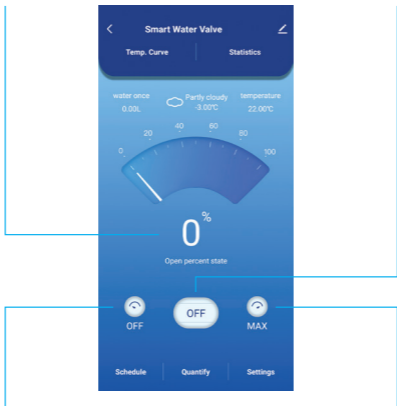 Smart Water Valve
Temp. Curve
Statistics
water once
0.00L
Partly cloudy
-3.00°C
temperature
22.00°C
0
20
40
60
80
100
0 %
Open percent state
OFF
OFF
MAX
Schedule
Quantify
Settings